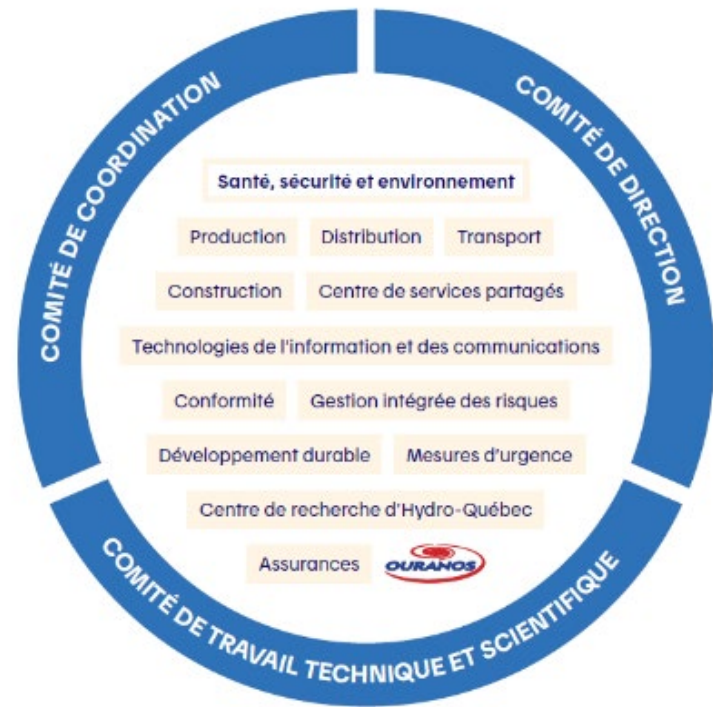 COMITÉ DE COORDINATION
COMITÉ DE DIRECTION
Santé, sécurité et environnement
Production Distribution Transport
Construction Centre de services partagés
Technologies de l'information et des communications
Conformité Gestion intégrée des risques
Développement durable Mesures d'urgence
Centre de recherche d'Hydro-Québec
Assurances OURANOS
COMITÉ DE TRAVAIL TECHNIQUE ET SCIENTIFIQUE